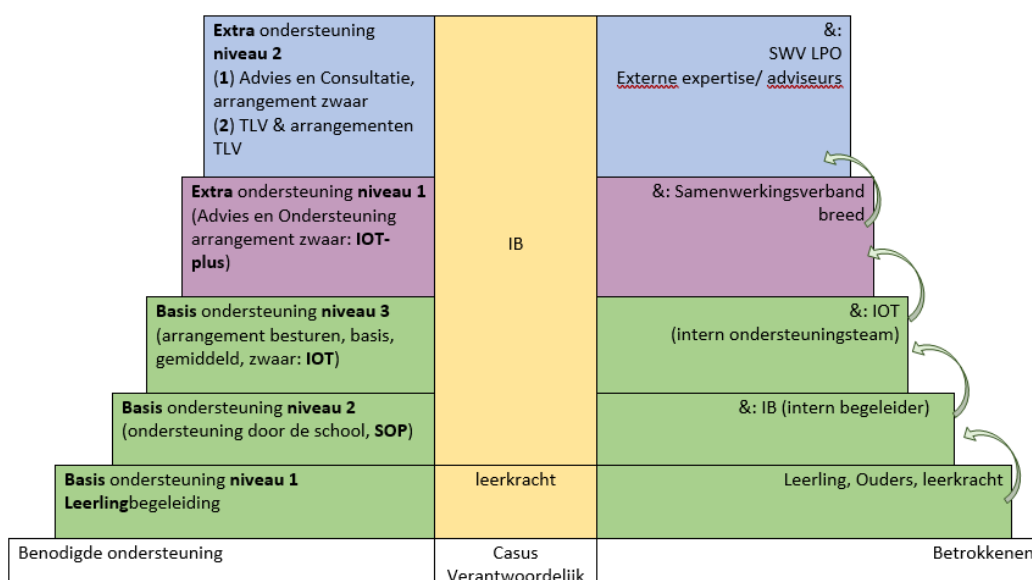 Extra ondersteuning
niveau 2
(1) Advies en Consultatie,
arrangement zwaar
(2) TLV & arrangementen
TLV
&:
SWV LPO
Externe expertise/ adviseurs
Extra ondersteuning niveau 1
(Advies en Ondersteuning
arrangement zwaar: IOT-
plus)
IB
&: Samenwerkingsverband
breed
Basis ondersteuning niveau 3
(arrangement besturen, basis,
gemiddeld, zwaar: IOT)
&: IOT
(intern ondersteuningsteam)
Basis ondersteuning niveau 2
(ondersteuning door de school, SOP)
&: IB (intern begeleider)
Basis ondersteuning niveau 1
Leerlingbegeleiding
leerkracht
Leerling, Ouders, leerkracht
Benodigde ondersteuning
Casus
Verantwoordelijk
Betrokkenen